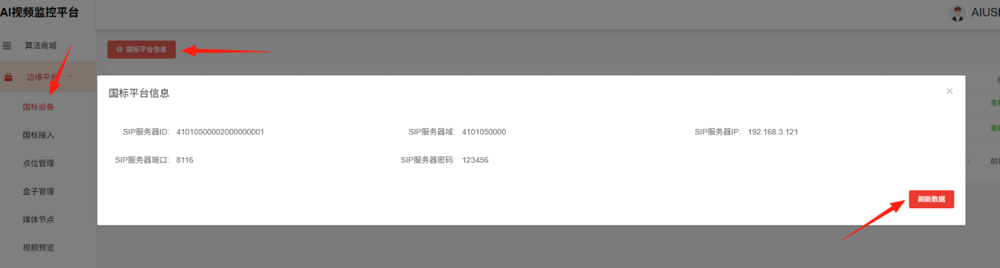 AI视频监控平台
AIUS
算法商城
国标平台信息
边缘平台
国标平台信息
国标设备
重
SIP服务器ID: 41010500002000000001
SIP服务器域: 4101050000
SIP服务器IP: 192.168.3.121
国标接入
重
SIP服务器端口: 8116
SIP服务器密码: 123456
点位管理
前
盒子管理
刷新数据
媒体节点
视频预览